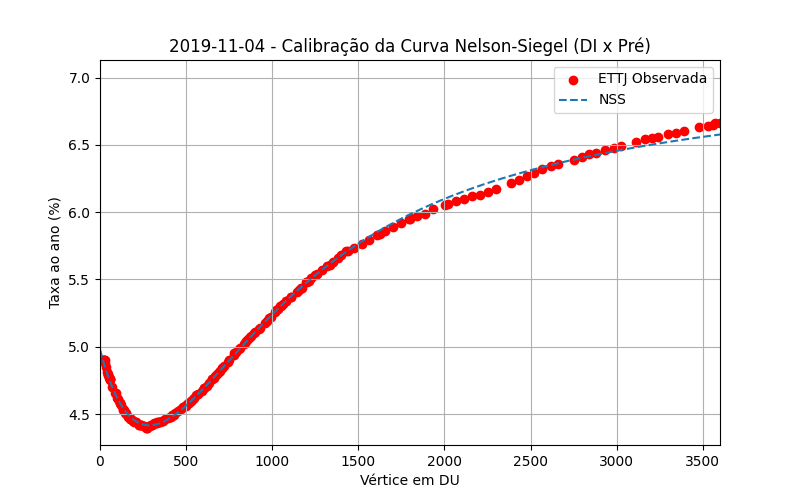 2019-11-04 - Calibração da Curva Nelson-Siegel (DI x Pré)
ETTJ Observada
NSS
Taxa ao ano (%)
7.0
6.5
6.0
5.5
5.0
4.5
0 500 1000 1500 2000 2500 3000 3500
Vértice em DU